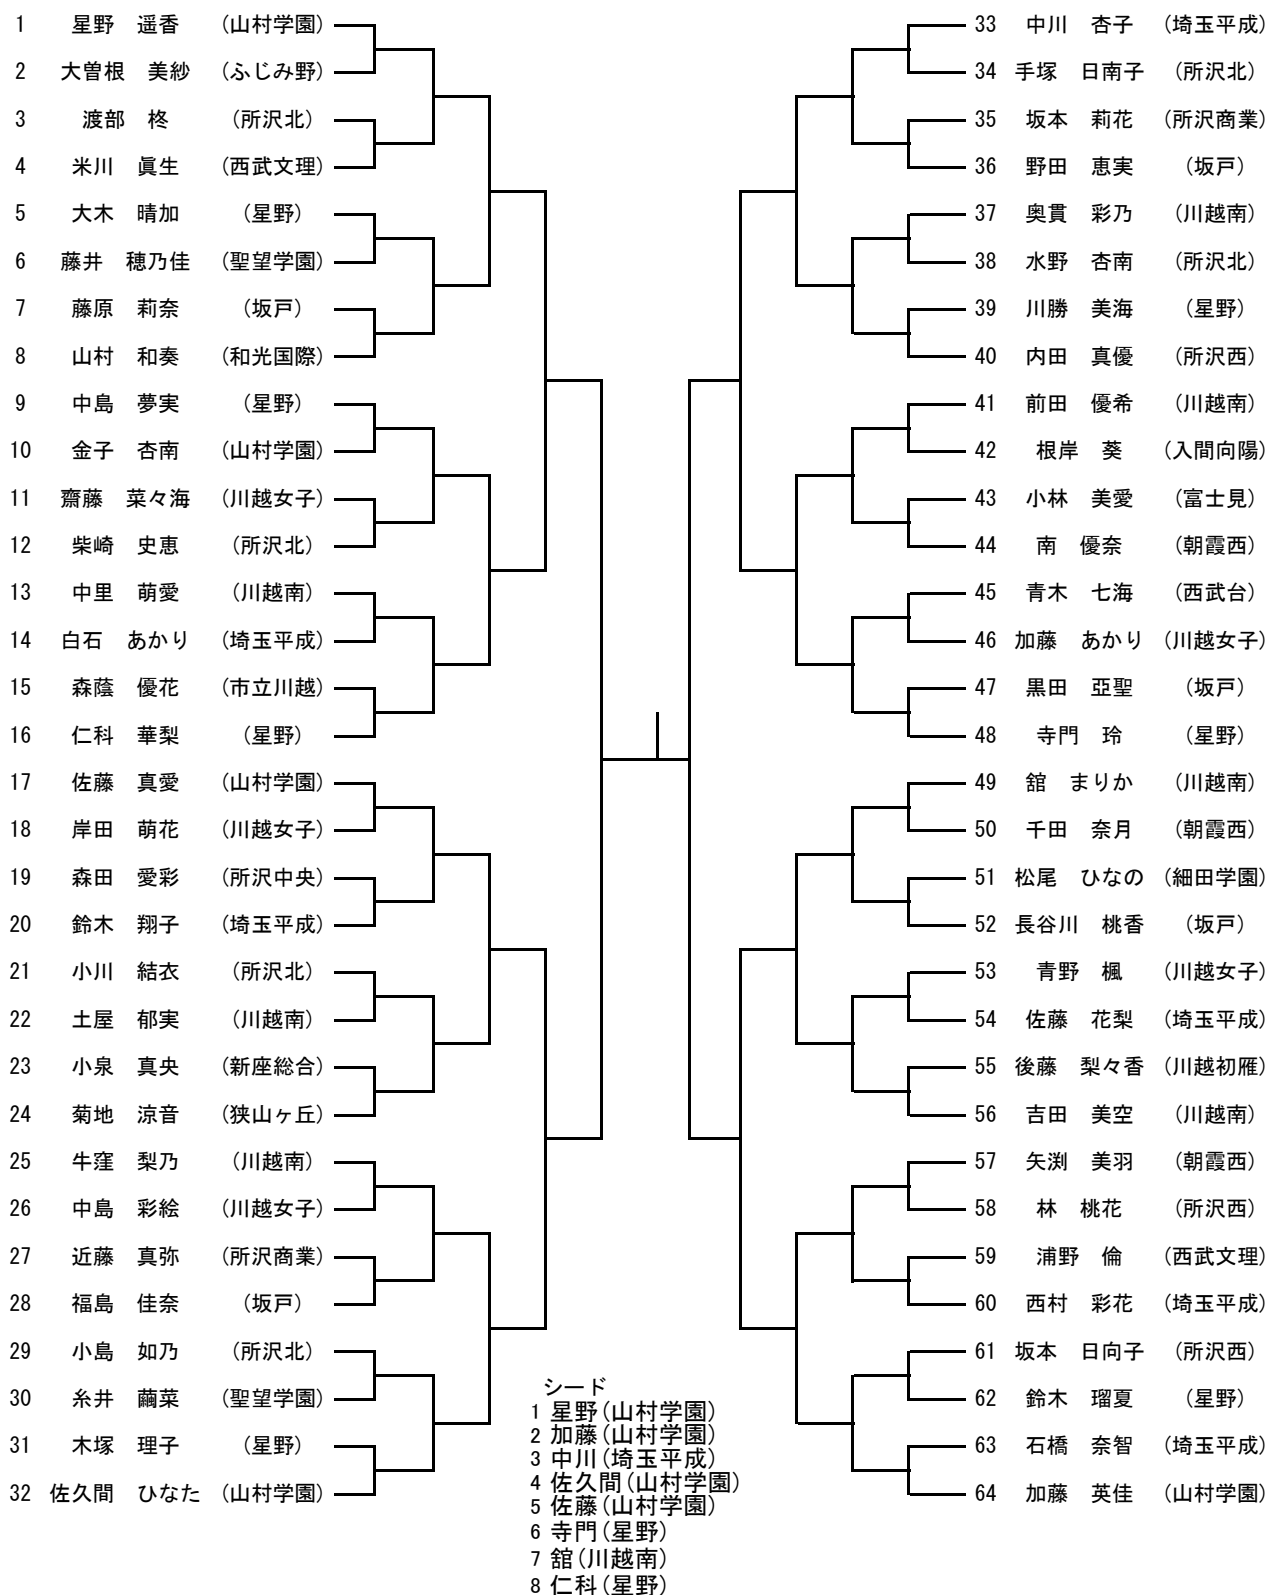 1 星野 遥香 (山村学園)
2 大曽根 美紗 (ふじみ野)
3 渡部 柊 (所沢北)
4 米川 眞生 (西武文理)
5 大木 晴加 (星野)
6 藤井 穂乃佳 (聖望学園)
7 藤原 莉奈 (坂戸)
8 山村 和奏 (和光国際)
9 中島 夢実 (星野)
10 金子 杏南 (山村学園)
11 齋藤 菜々海 (川越女子)
12 柴崎 史恵 (所沢北)
13 中里 萌愛 (川越南)
14 白石 あかり (埼玉平成)
15 森蔭 優花 (市立川越)
16 仁科 華梨 (星野)
17 佐藤 真愛 (山村学園)
18 岸田 萌花 (川越女子)
19 森田 愛彩 (所沢中央)
20 鈴木 翔子 (埼玉平成)
21 小川 結衣 (所沢北)
22 土屋 郁実 (川越南)
23 小泉 真央 (新座総合)
24 菊地 涼音 (狭山ヶ丘)
25 牛窪 梨乃 (川越南)
26 中島 彩絵 (川越女子)
27 近藤 真弥 (所沢商業)
28 福島 佳奈 (坂戸)
29 小島 如乃 (所沢北)
30 糸井 繭菜 (聖望学園)
31 木塚 理子 (星野)
32 佐久間 ひなた (山村学園)
33 中川 杏子 (埼玉平成)
34 手塚 日南子 (所沢北)
35 坂本 莉花 (所沢商業)
36 野田 恵実 (坂戸)
37 奥貫 彩乃 (川越南)
38 水野 杏南 (所沢北)
39 川勝 美海 (星野)
40 内田 真優 (所沢西)
41 前田 優希 (川越南)
42 根岸 葵 (入間向陽)
43 小林 美愛 (富士見)
44 南 優奈 (朝霞西)
45 青木 七海 (西武台)
46 加藤 あかり (川越女子)
47 黒田 亞聖 (坂戸)
48 寺門 玲 (星野)
49 舘 まりか (川越南)
50 千田 奈月 (朝霞西)
51 松尾 ひなの (細田学園)
52 長谷川 桃香 (坂戸)
53 青野 楓 (川越女子)
54 佐藤 花梨 (埼玉平成)
55 後藤 梨々香 (川越初雁)
56 吉田 美空 (川越南)
57 矢渕 美羽 (朝霞西)
58 林 桃花 (所沢西)
59 浦野 倫 (西武文理)
60 西村 彩花 (埼玉平成)
61 坂本 日向子 (所沢西)
62 鈴木 瑠夏 (星野)
63 石橋 奈智 (埼玉平成)
64 加藤 英佳 (山村学園)
シード
1 星野(山村学園)
2 加藤(山村学園)
3 中川(埼玉平成)
4 佐久間(山村学園)
5 佐藤(山村学園)
6 寺門(星野)
7 舘(川越南)
8 仁科(星野)